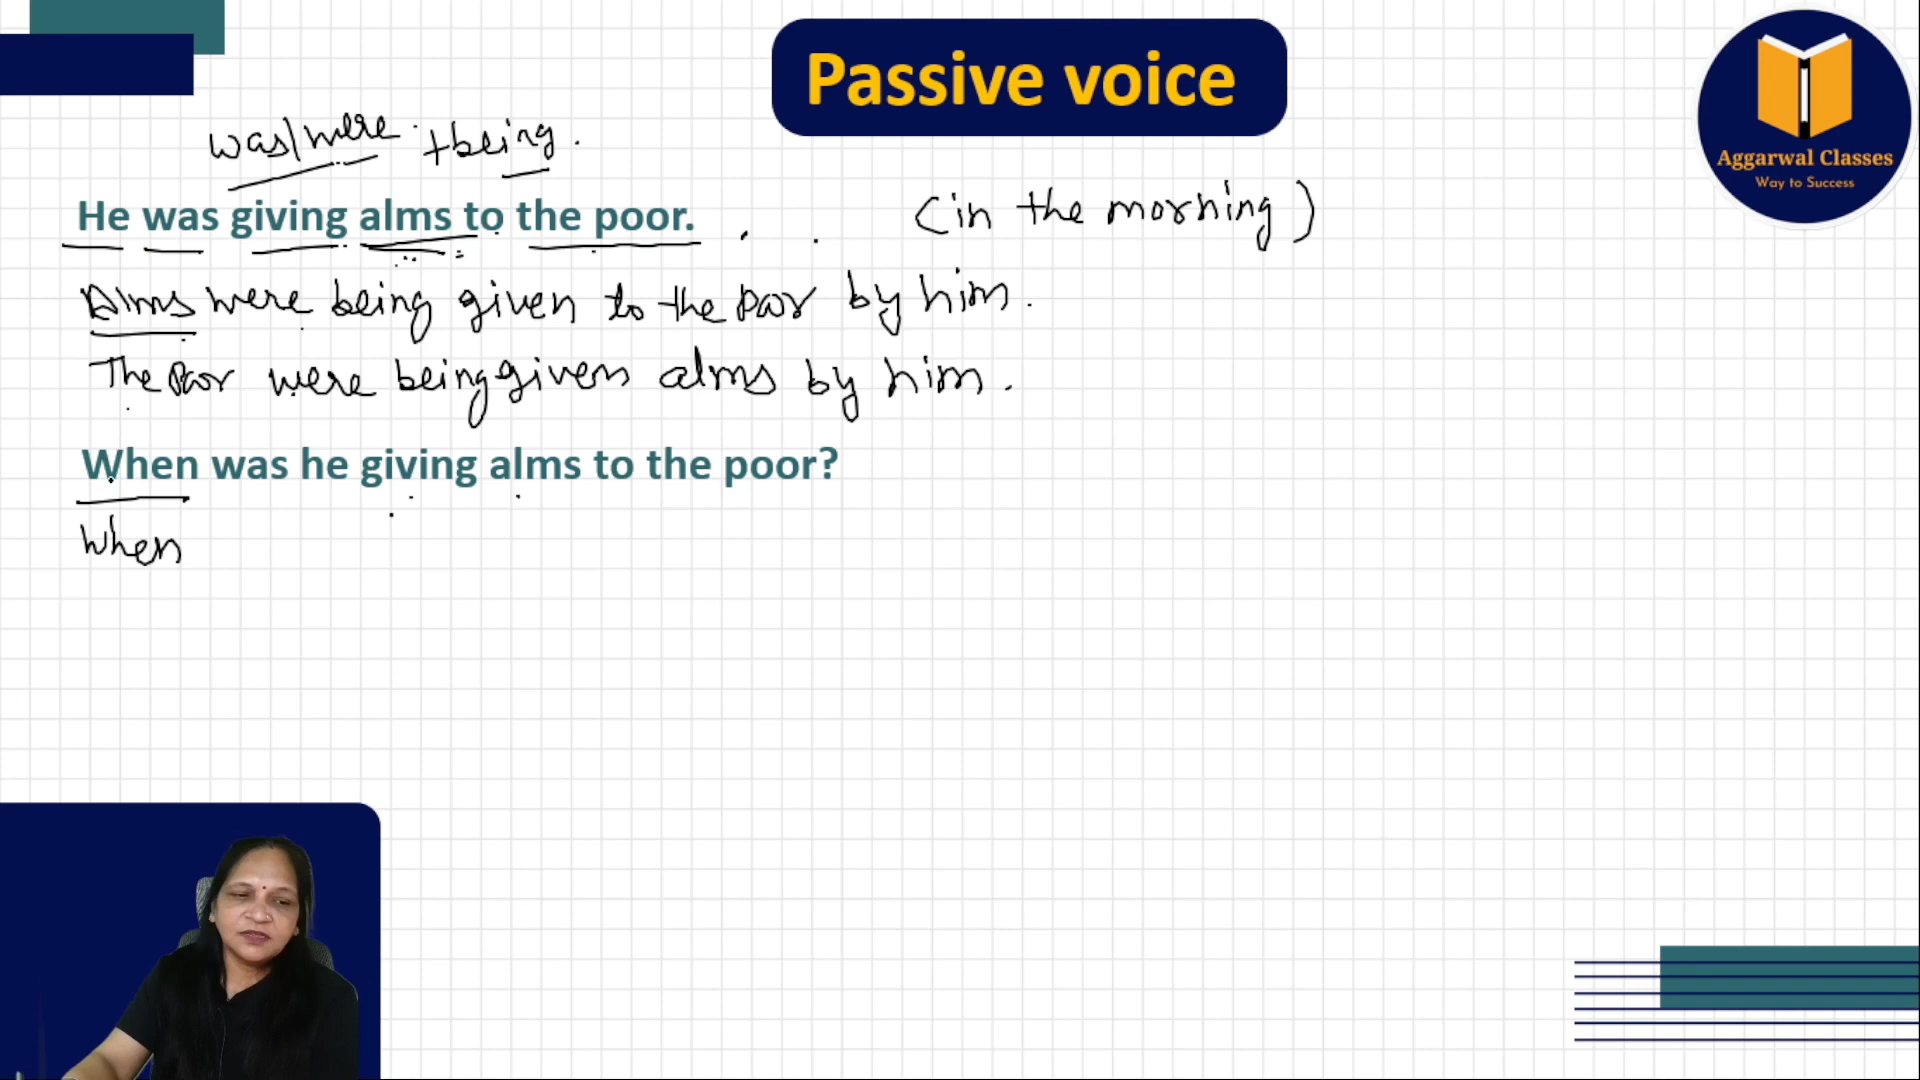 Passive voice
Aggarwal Classes
Way to Success
was/were +being.
He was giving alms to the poor.
(in the morning)
Alms were being given to the poor by him.
The poor were being given alms by him.
When was he giving alms to the poor?
When